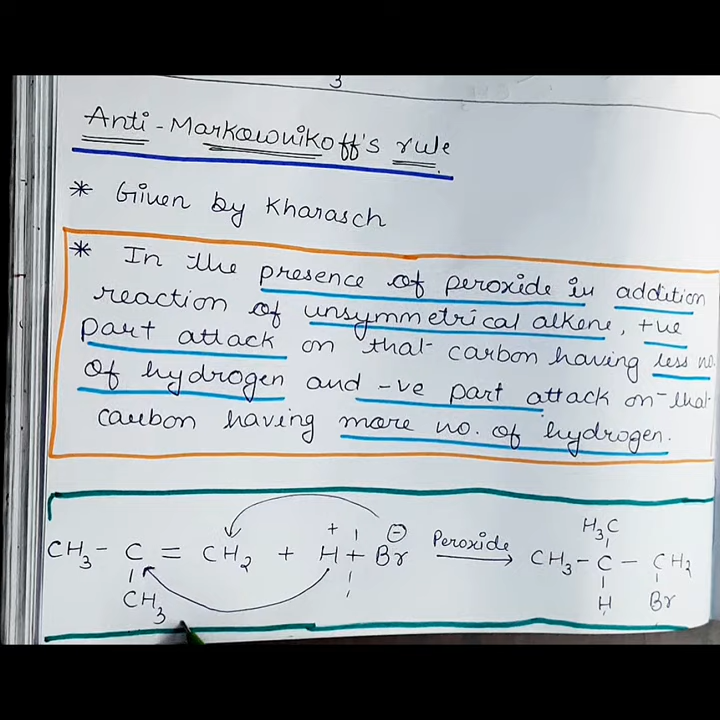 3
Anti-Markownikoff's rule
* Given by Kharasch
* In the presence of peroxide in addition
reaction of unsymmetrical alkene, +ve
part attack on that carbon having less no.
of hydrogen and -ve part attack on that
carbon having more no. of hydrogen.
H₃C
CH₃ - C = CH₂ + H + Br Peroxide CH₃ - C - CH₂
+ -
CH₃ H Br